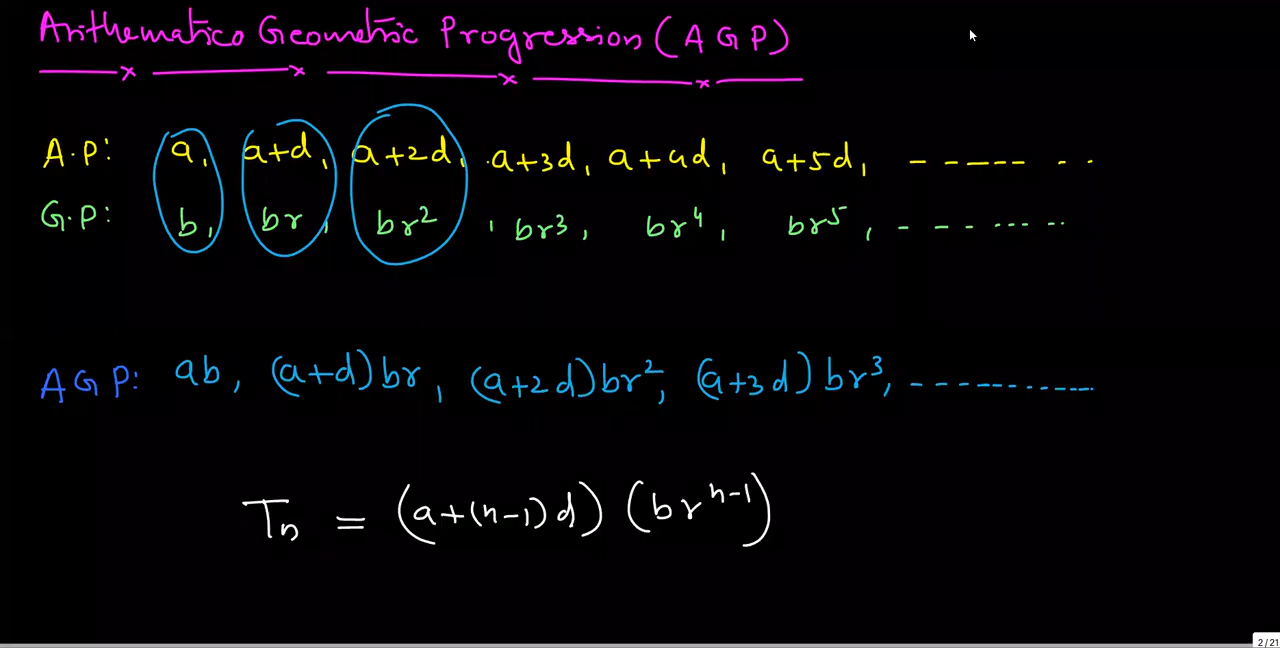 Arithematico Geometric Progression (AGP)
A.P: a, a+d, a+2d, a+3d, a+4d, a+5d, ---------
G.P: b, br, br², br³, br⁴, br⁵, ---------
AGP: ab, (a+d)br, (a+2d)br², (a+3d)br³, ------------
Tₙ = (a+(n-1)d) (brⁿ⁻¹)
2/21